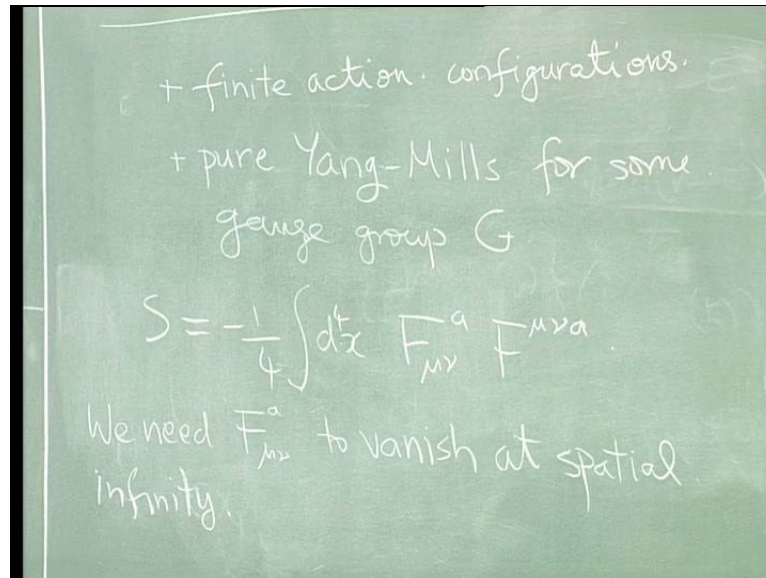 + finite action. configurations.
+ pure Yang-Mills for some.
gauge group G
S = -1/4 ∫ d⁴x F^a_μν F^μνa.
We need F^a_μν to vanish at spatial.
infinity.